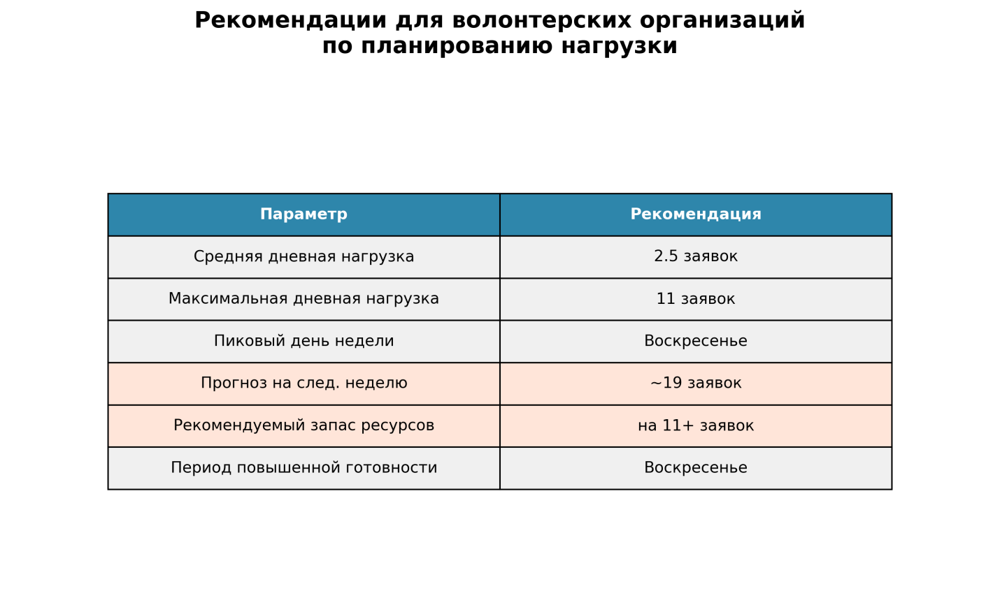 Рекомендации для волонтерских организаций
по планированию нагрузки
Параметр Рекомендация
Средняя дневная нагрузка 2.5 заявок
Максимальная дневная нагрузка 11 заявок
Пиковый день недели Воскресенье
Прогноз на след. неделю ~19 заявок
Рекомендуемый запас ресурсов на 11+ заявок
Период повышенной готовности Воскресенье